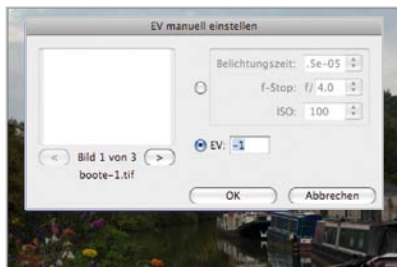 EV manuell einstellen
Belichtungszeit: .5e-05
f-Stop: f/ 4.0
ISO: 100
EV: -1
< Bild 1 von 3 >
boote-1.tif
OK Abbrechen